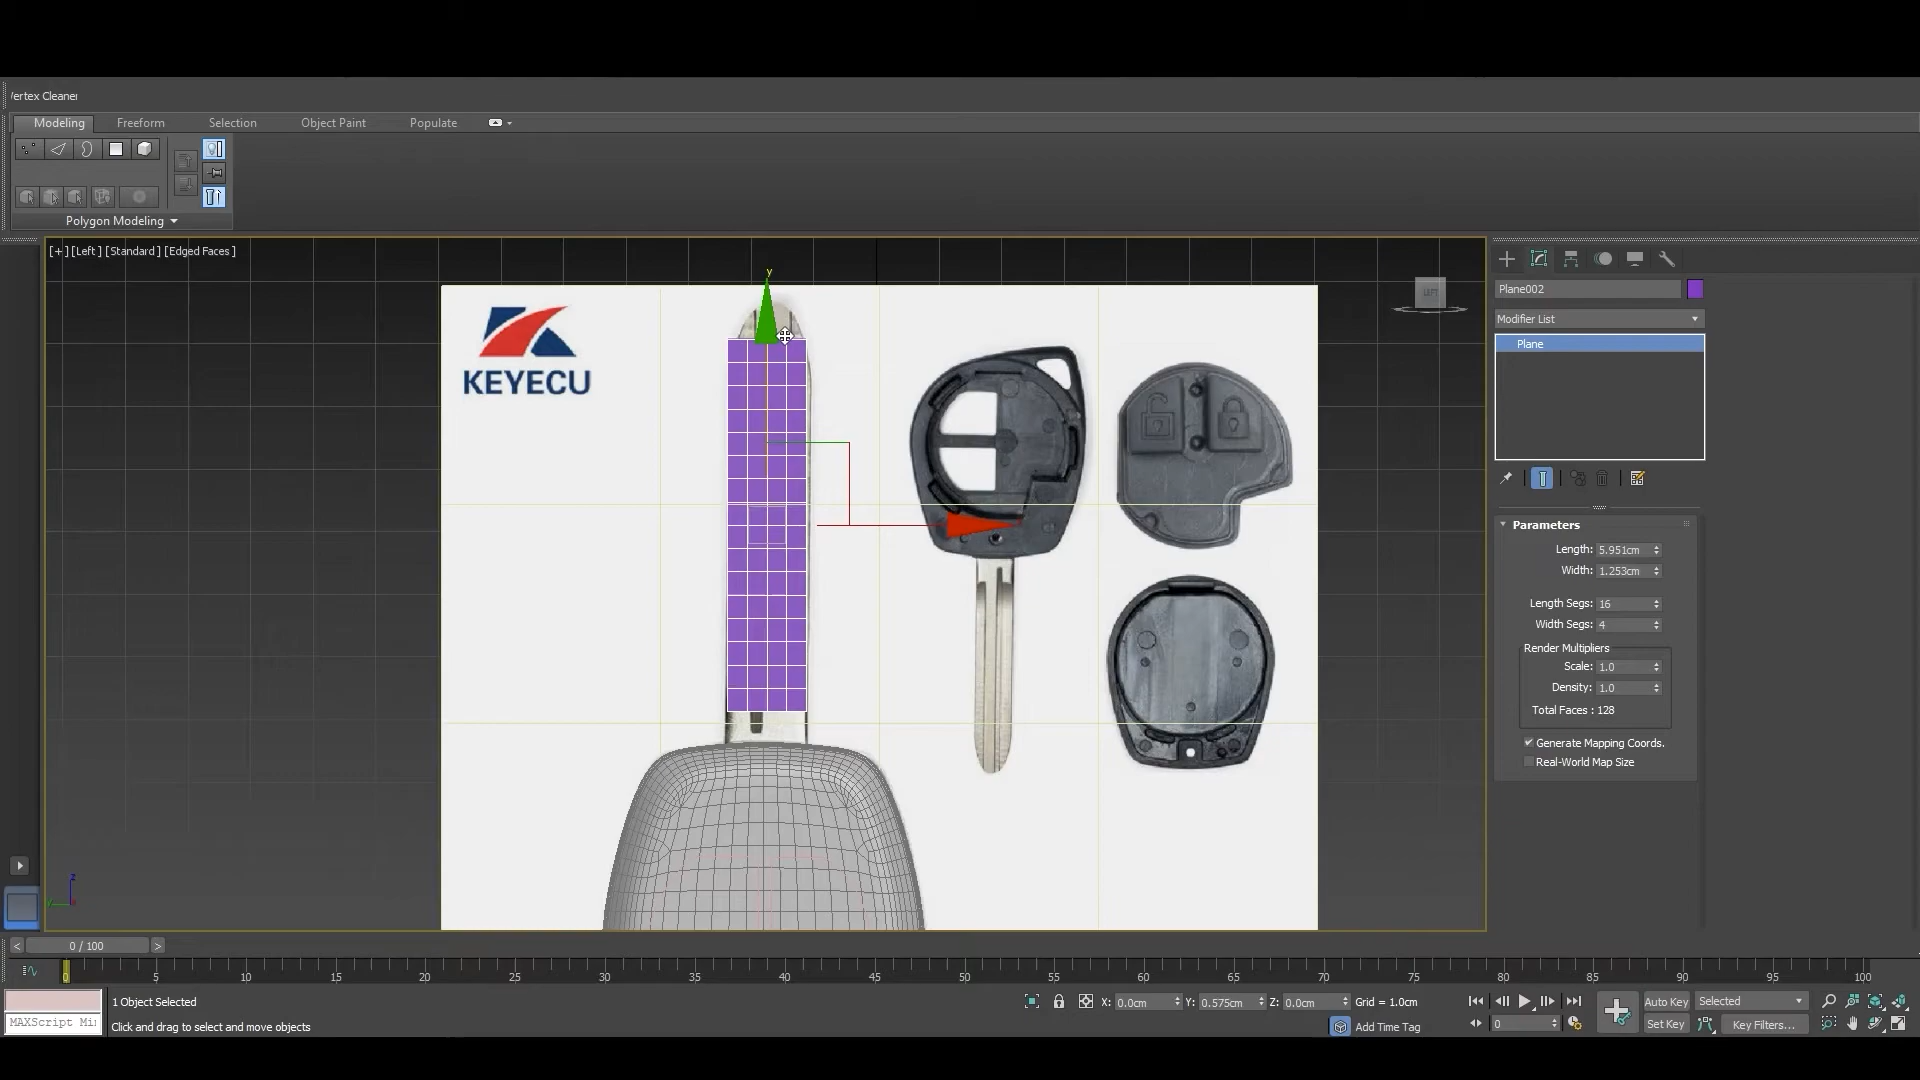 Vertex Cleaner
Modeling Freeform Selection Object Paint Populate
Polygon Modeling
[+] [Left] [Standard] [Edged Faces]
y
KEYECU
LEFT
Plane002
Modifier List
Plane
Parameters
Length: 5.951cm
Width: 1.253cm
Length Segs: 16
Width Segs: 4
Render Multipliers
Scale: 1.0
Density: 1.0
Total Faces : 128
Generate Mapping Coords.
Real-World Map Size
z
y
< 0 / 100 >
0 5 10 15 20 25 30 35 40 45 50 55 60 65 70 75 80 85 90 95 100
1 Object Selected X: 0.0cm Y: 0.575cm Z: 0.0cm Grid = 1.0cm Auto Key Selected
MAXScript Mi Click and drag to select and move objects Add Time Tag 0 Set Key Key Filters...